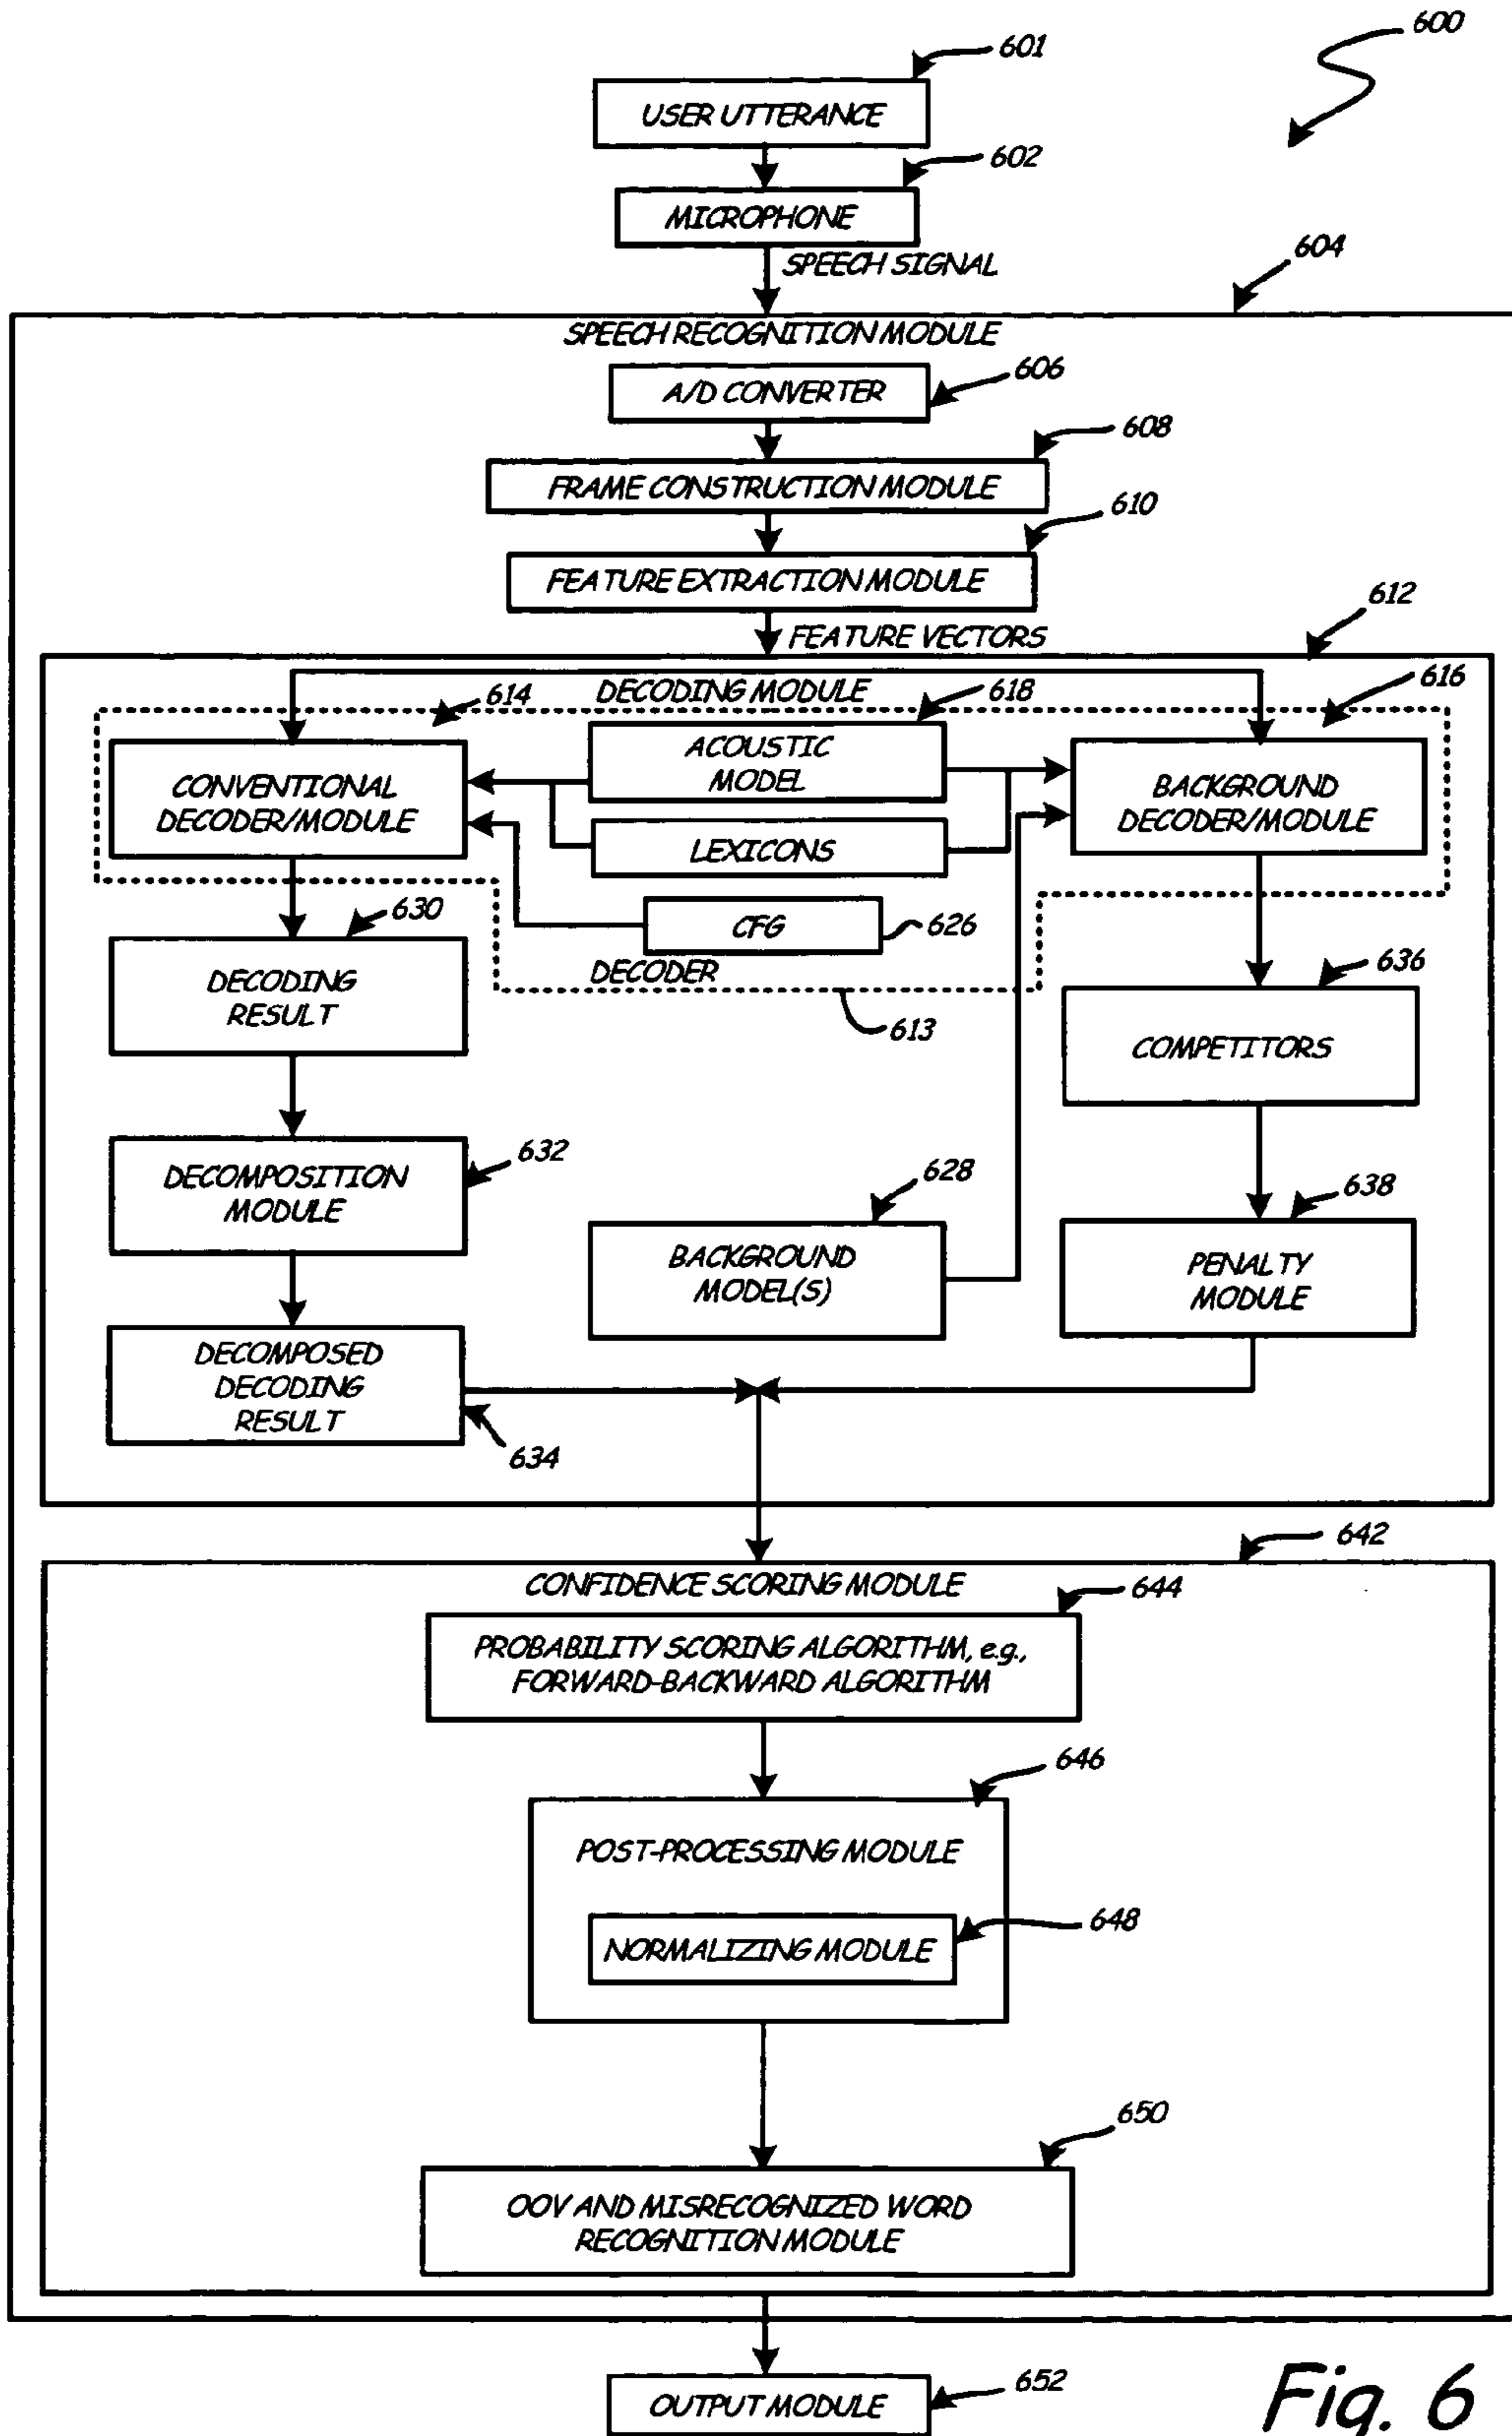 600
601
USER UTTERANCE
602
MICROPHONE
SPEECH SIGNAL
604
SPEECH RECOGNITION MODULE
606
A/D CONVERTER
608
FRAME CONSTRUCTION MODULE
610
FEATURE EXTRACTION MODULE
612
FEATURE VECTORS
DECODING MODULE
614
618
616
ACOUSTIC
MODEL
CONVENTIONAL
DECODER/MODULE
BACKGROUND
DECODER/MODULE
LEXICONS
630
CFG
626
DECODER
636
DECODING
RESULT
613
COMPETITORS
632
DECOMPOSITION
MODULE
628
638
BACKGROUND
MODEL(S)
PENALTY
MODULE
DECOMPOSED
DECODING
RESULT
634
642
CONFIDENCE SCORING MODULE
644
PROBABILITY SCORING ALGORITHM, e.g.,
FORWARD-BACKWARD ALGORITHM
646
POST-PROCESSING MODULE
648
NORMALIZING MODULE
650
OOV AND MISRECOGNIZED WORD
RECOGNITION MODULE
652
OUTPUT MODULE
Fig. 6